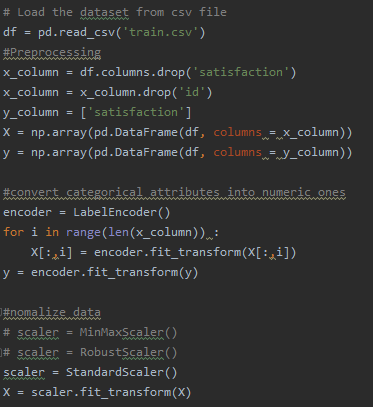 # Load the dataset from csv file
df = pd.read_csv('train.csv')
#Preprocessing
x_column = df.columns.drop('satisfaction')
x_column = x_column.drop('id')
y_column = ['satisfaction']
X = np.array(pd.DataFrame(df, columns = x_column))
y = np.array(pd.DataFrame(df, columns = y_column))
#convert categorical attributes into numeric ones
encoder = LabelEncoder()
for i in range(len(x_column)) :
    X[:,i] = encoder.fit_transform(X[:,i])
y = encoder.fit_transform(y)
#nomalize data
# scaler = MinMaxScaler()
# scaler = RobustScaler()
scaler = StandardScaler()
X = scaler.fit_transform(X)